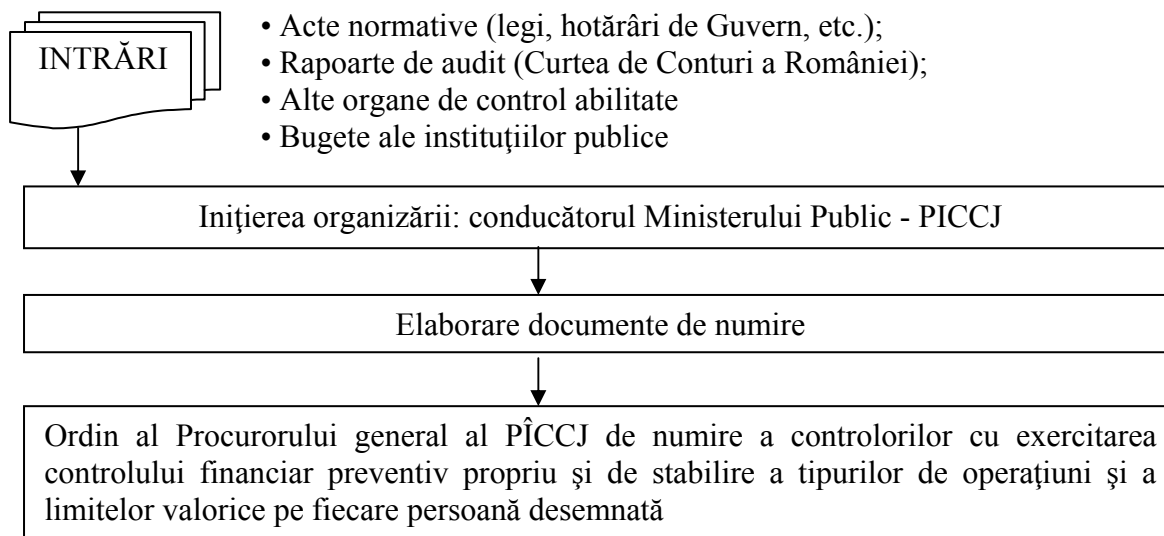 INTRĂRI
• Acte normative (legi, hotărâri de Guvern, etc.);
• Rapoarte de audit (Curtea de Conturi a României);
• Alte organe de control abilitate
• Bugete ale instituţiilor publice
Iniţierea organizării: conducătorul Ministerului Public - PICCJ
Elaborare documente de numire
Ordin al Procurorului general al PÎCCJ de numire a controlorilor cu exercitarea
controlului financiar preventiv propriu şi de stabilire a tipurilor de operaţiuni şi a
limitelor valorice pe fiecare persoană desemnată